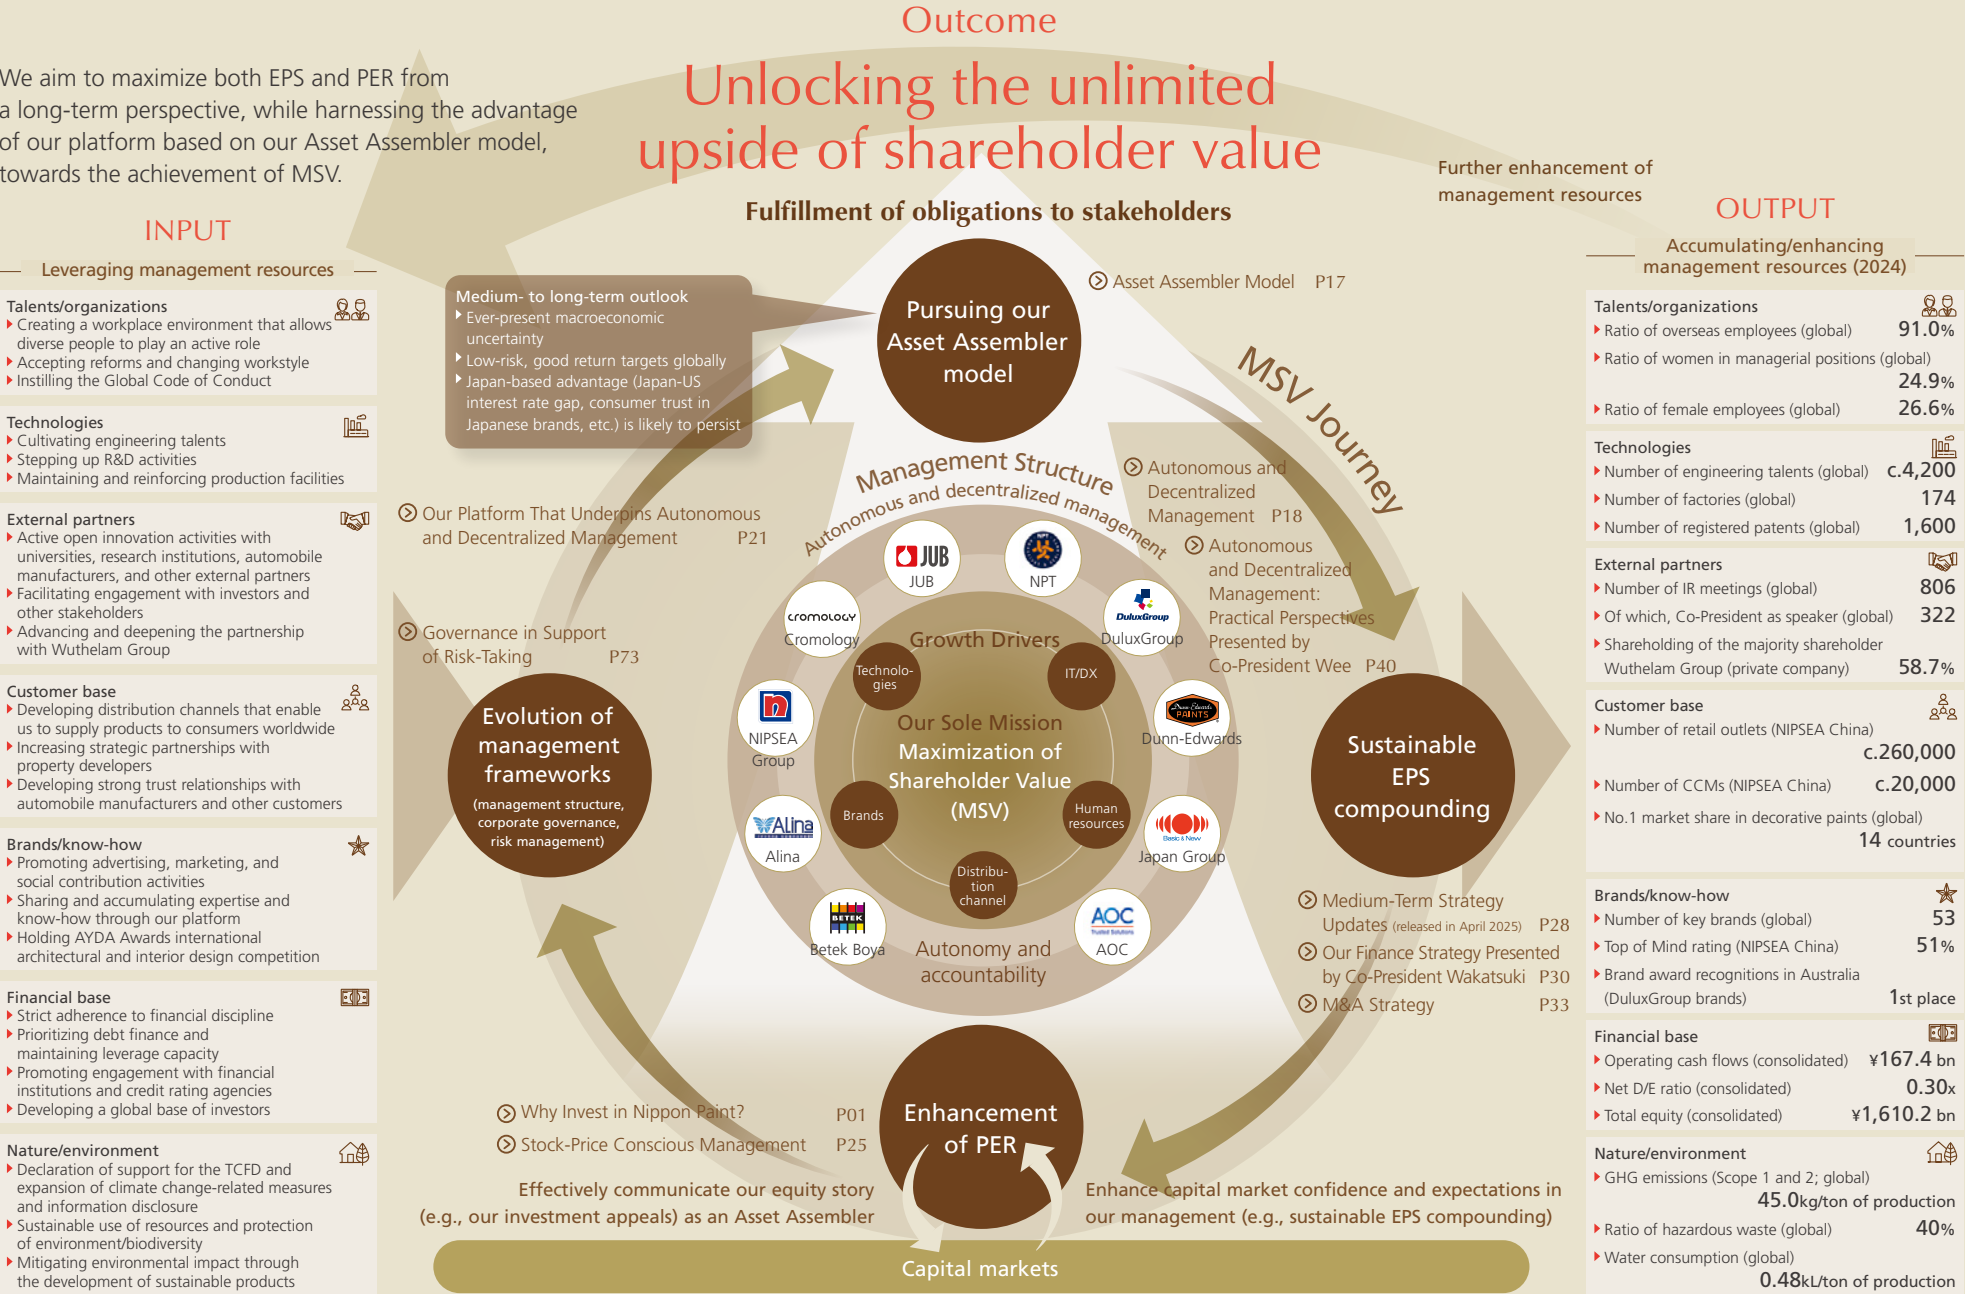 Outcome
Unlocking the unlimited
upside of shareholder value
Fulfillment of obligations to stakeholders
We aim to maximize both EPS and PER from
a long-term perspective, while harnessing the advantage
of our platform based on our Asset Assembler model,
towards the achievement of MSV.
INPUT
Leveraging management resources
Talents/organizations
Creating a workplace environment that allows
diverse people to play an active role
Accepting reforms and changing workstyle
Instilling the Global Code of Conduct
Technologies
Cultivating engineering talents
Stepping up R&D activities
Maintaining and reinforcing production facilities
External partners
Active open innovation activities with
universities, research institutions, automobile
manufacturers, and other external partners
Facilitating engagement with investors and
other stakeholders
Advancing and deepening the partnership
with Wuthelam Group
Customer base
Developing distribution channels that enable
us to supply products to consumers worldwide
Increasing strategic partnerships with
property developers
Developing strong trust relationships with
automobile manufacturers and other customers
Brands/know-how
Promoting advertising, marketing, and
social contribution activities
Sharing and accumulating expertise and
know-how through our platform
Holding AYDA Awards international
architectural and interior design competition
Financial base
Strict adherence to financial discipline
Prioritizing debt finance and
maintaining leverage capacity
Promoting engagement with financial
institutions and credit rating agencies
Developing a global base of investors
Nature/environment
Declaration of support for the TCFD and
expansion of climate change-related measures
and information disclosure
Sustainable use of resources and protection
of environment/biodiversity
Mitigating environmental impact through
the development of sustainable products
Medium- to long-term outlook
Ever-present macroeconomic
uncertainty
Low-risk, good return targets globally
Japan-based advantage (Japan-US
interest rate gap, consumer trust in
Japanese brands, etc.) is likely to persist
Pursuing our
Asset Assembler
model
Asset Assembler Model P17
MSV Journey
Our Platform That Underpins Autonomous
and Decentralized Management P21
Governance in Support
of Risk-Taking P73
Evolution of
management
frameworks
(management structure,
corporate governance,
risk management)
Management Structure
Autonomous and decentralized management
Autonomous and
Decentralized
Management P18
Autonomous
and Decentralized
Management:
Practical Perspectives
Presented by
Co-President Wee P40
JUB
JUB
NPT
NPT
CROMOLOGY
Cromology
DuluxGroup
DuluxGroup
NIPSEA
Group
Dunn-Edwards
PAINTS
Dunn-Edwards
Alina
Alina
Basic & New
Japan Group
BETEK
Betek Boya
AOC
Trusted Solutions
AOC
Growth Drivers
Technolo-
gies
IT/DX
Brands
Human
resources
Distribu-
tion
channel
Our Sole Mission
Maximization of
Shareholder Value
(MSV)
Autonomy and
accountability
Sustainable
EPS
compounding
Medium-Term Strategy
Updates (released in April 2025) P28
Our Finance Strategy Presented
by Co-President Wakatsuki P30
M&A Strategy P33
Why Invest in Nippon Paint? P01
Stock-Price Conscious Management P25
Enhancement
of PER
Effectively communicate our equity story
(e.g., our investment appeals) as an Asset Assembler
Enhance capital market confidence and expectations in
our management (e.g., sustainable EPS compounding)
Capital markets
Further enhancement of
management resources
OUTPUT
Accumulating/enhancing
management resources (2024)
Talents/organizations
Ratio of overseas employees (global) 91.0%
Ratio of women in managerial positions (global)
24.9%
Ratio of female employees (global) 26.6%
Technologies
Number of engineering talents (global) c.4,200
Number of factories (global) 174
Number of registered patents (global) 1,600
External partners
Number of IR meetings (global) 806
Of which, Co-President as speaker (global) 322
Shareholding of the majority shareholder
Wuthelam Group (private company) 58.7%
Customer base
Number of retail outlets (NIPSEA China)
c.260,000
Number of CCMs (NIPSEA China) c.20,000
No.1 market share in decorative paints (global)
14 countries
Brands/know-how
Number of key brands (global) 53
Top of Mind rating (NIPSEA China) 51%
Brand award recognitions in Australia
(DuluxGroup brands) 1st place
Financial base
Operating cash flows (consolidated) ¥167.4 bn
Net D/E ratio (consolidated) 0.30x
Total equity (consolidated) ¥1,610.2 bn
Nature/environment
GHG emissions (Scope 1 and 2; global)
45.0kg/ton of production
Ratio of hazardous waste (global) 40%
Water consumption (global)
0.48kL/ton of production